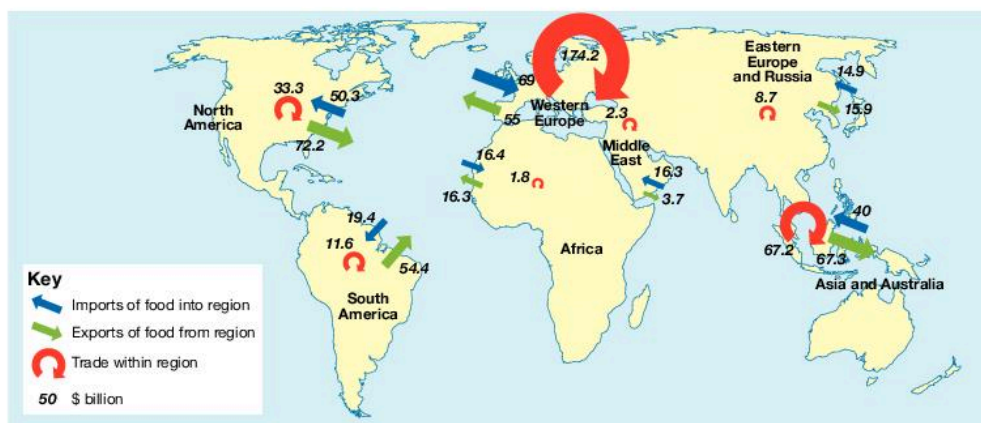 33.3
50.3
North
America
72.2
174.2
69
55
Western
Europe
2.3
Middle
East
Eastern
Europe
and Russia
8.7
14.9
15.9
16.4
16.3
1.8
Africa
16.3
3.7
19.4
11.6
54.4
South
America
40
67.2
67.3
Asia and Australia
Key
Imports of food into region
Exports of food from region
Trade within region
50 $ billion